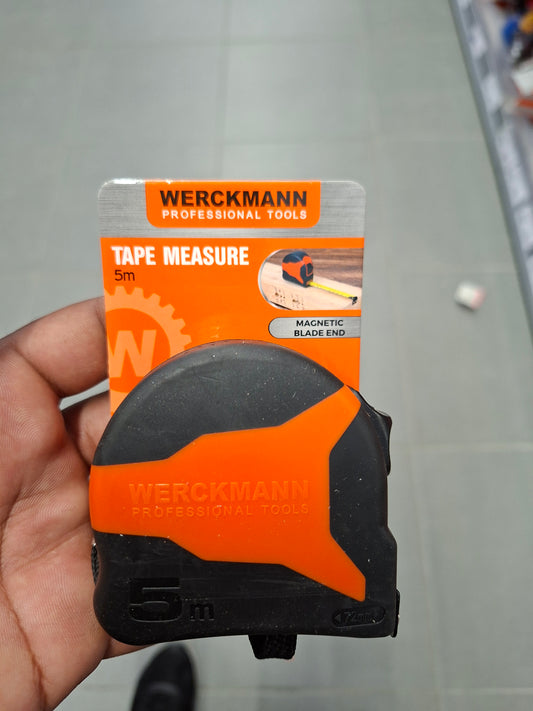 WERCKMANN
PROFESSIONAL TOOLS
TAPE MEASURE
5m
MAGNETIC
BLADE END
W
WERCKMANN
PROFESSIONAL TOOLS
5m